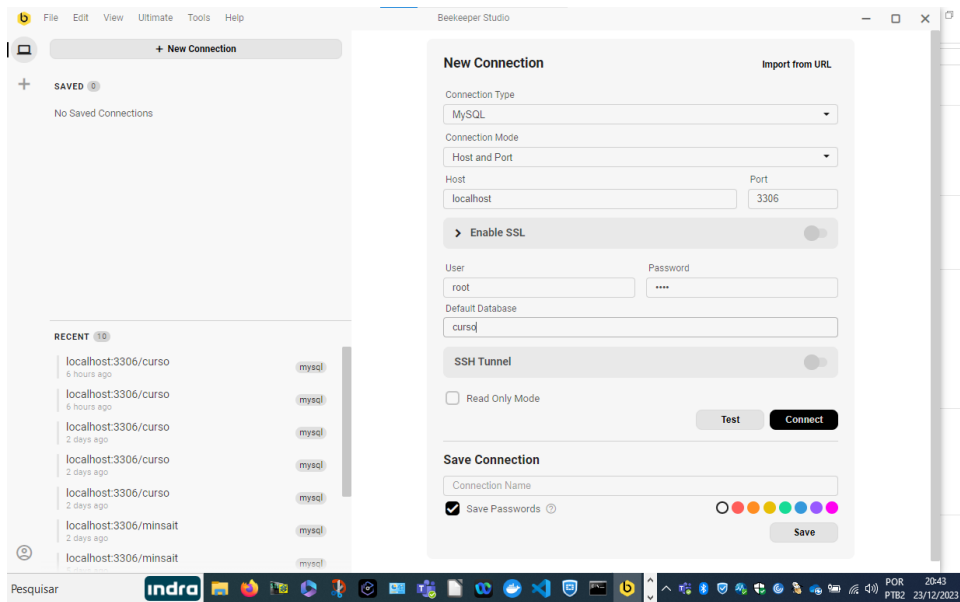 File Edit View Ultimate Tools Help
Beekeeper Studio
+ New Connection
SAVED 0
No Saved Connections
New Connection
Import from URL
Connection Type
MySQL
Connection Mode
Host and Port
Host
Port
localhost
3306
Enable SSL
User
Password
root
••••
Default Database
curso
SSH Tunnel
Read Only Mode
Test
Connect
Save Connection
Connection Name
Save Passwords
Save
RECENT 10
localhost:3306/curso
6 hours ago
mysql
localhost:3306/curso
6 hours ago
mysql
localhost:3306/curso
2 days ago
mysql
localhost:3306/curso
2 days ago
mysql
localhost:3306/curso
2 days ago
mysql
localhost:3306/minsait
2 days ago
mysql
localhost:3306/minsait
mysql
Pesquisar
indra
POR
PTB2
20:43
23/12/2023